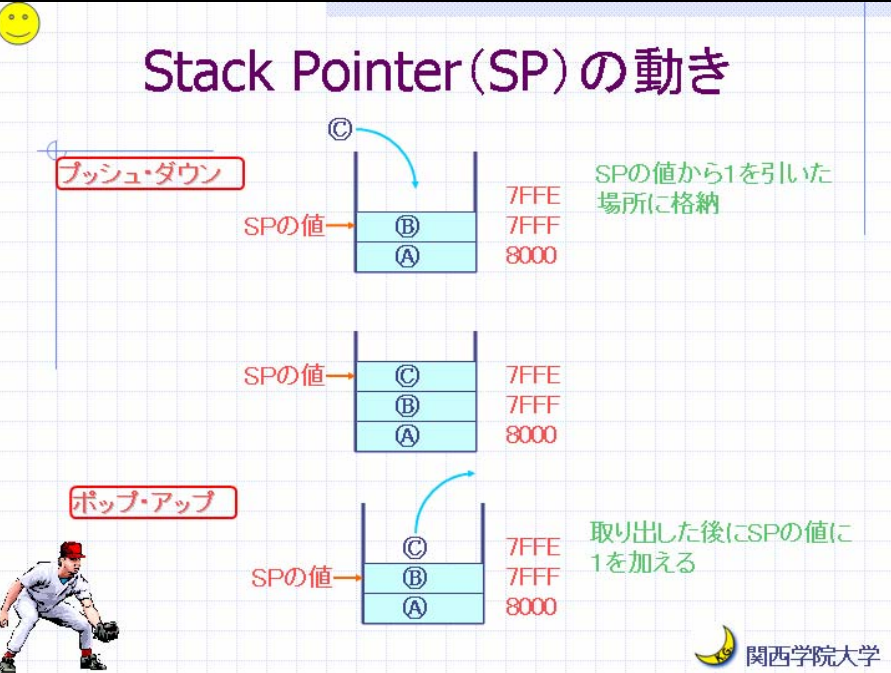 Stack Pointer(SP)の動き
Ⓒ
プッシュ・ダウン
SPの値から1を引いた
場所に格納
7FFE
SPの値 Ⓑ 7FFF
Ⓐ 8000
SPの値 Ⓒ 7FFE
Ⓑ 7FFF
Ⓐ 8000
ポップ・アップ
取り出した後にSPの値に
1を加える
Ⓒ 7FFE
SPの値 Ⓑ 7FFF
Ⓐ 8000
KG 関西学院大学